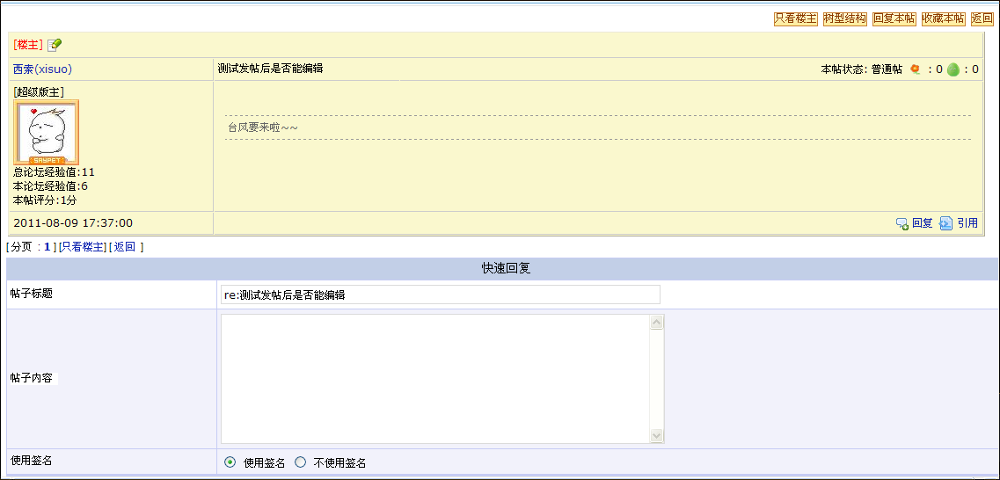 只看楼主 树型结构 回复本帖 收藏本帖 返回
[楼主]
西索(xisuo) 测试发帖后是否能编辑 本帖状态: 普通帖 : 0 : 0
[超级版主]
台风要来啦~~
SAYPET
总论坛经验值:11
本论坛经验值:6
本帖评分:1分
2011-08-09 17:37:00 回复 引用
[ 分页 : 1 ] [只看楼主] [ 返回 ]
快速回复
帖子标题 re:测试发帖后是否能编辑
帖子内容
使用签名 使用签名 不使用签名